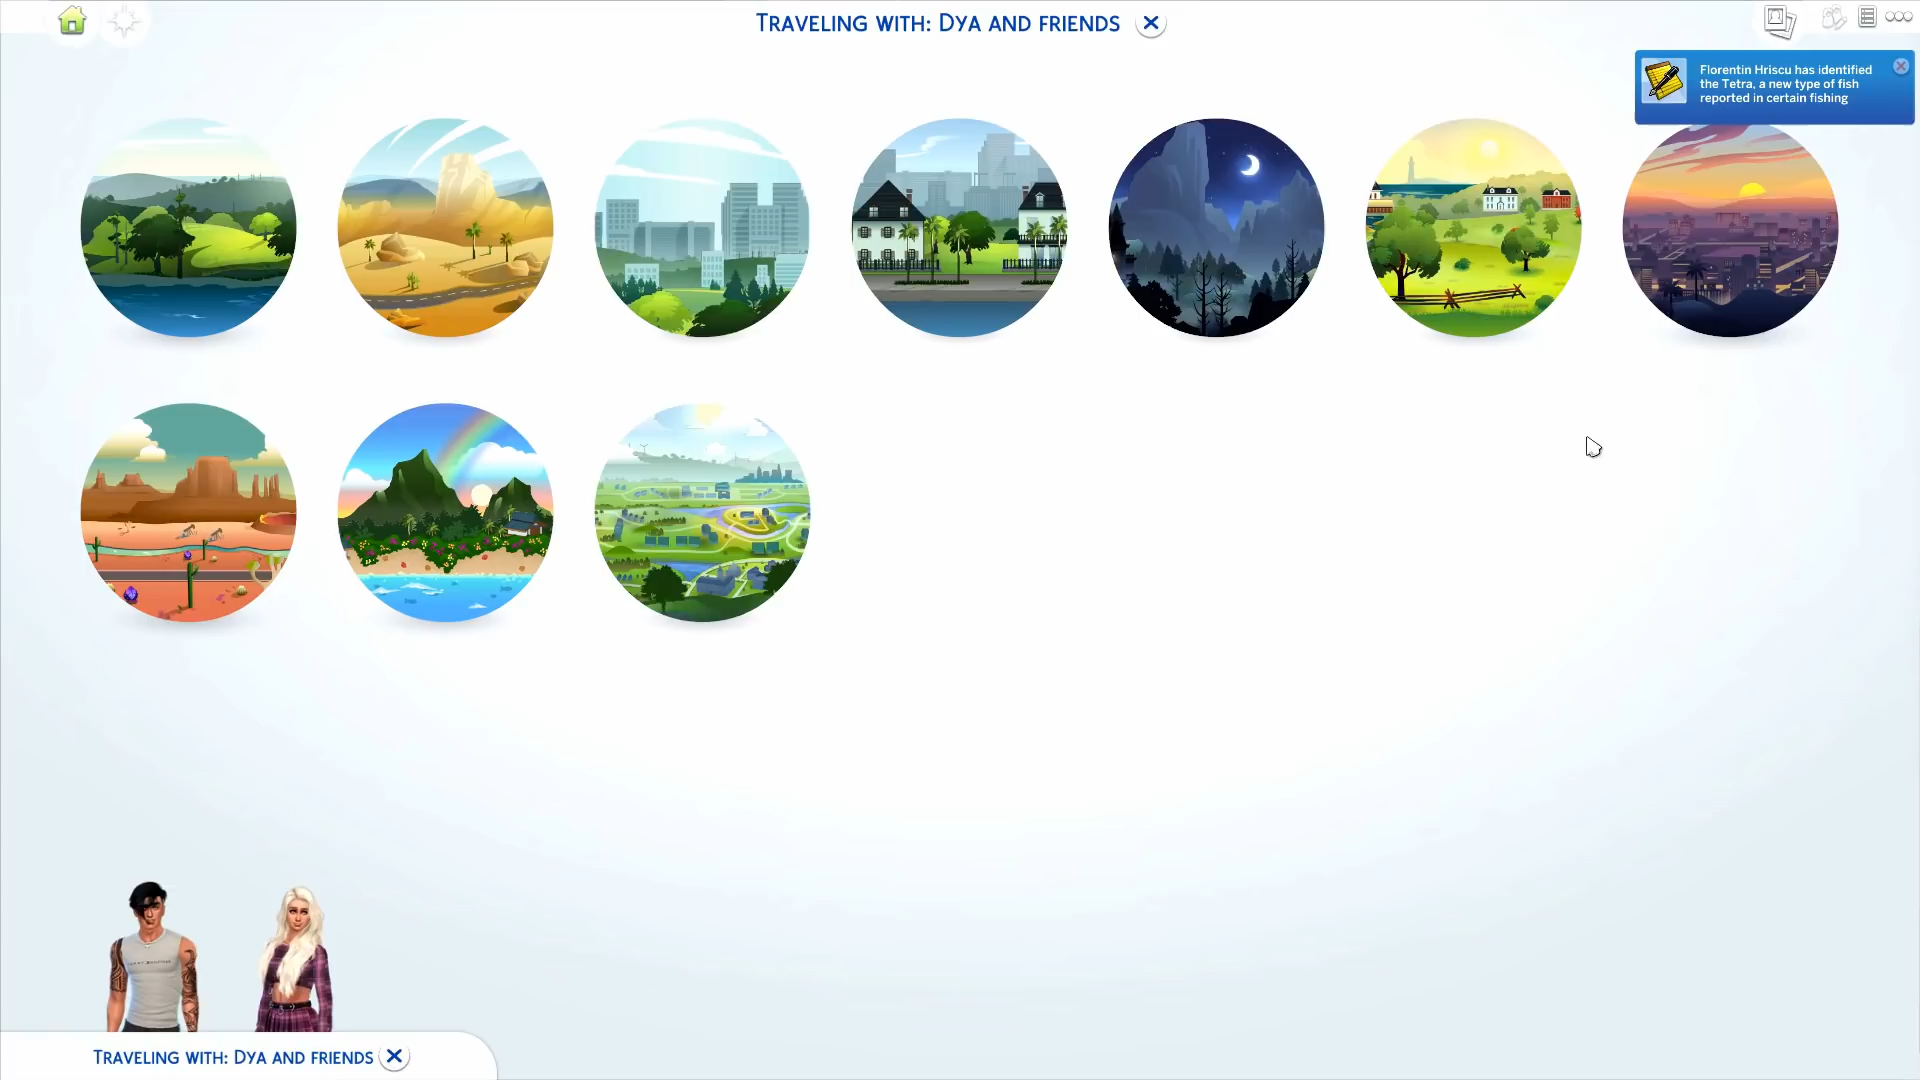 TRAVELING WITH: DYA AND FRIENDS
Florentin Hriscu has identified
the Tetra, a new type of fish
reported in certain fishing
TRAVELING WITH: DYA AND FRIENDS